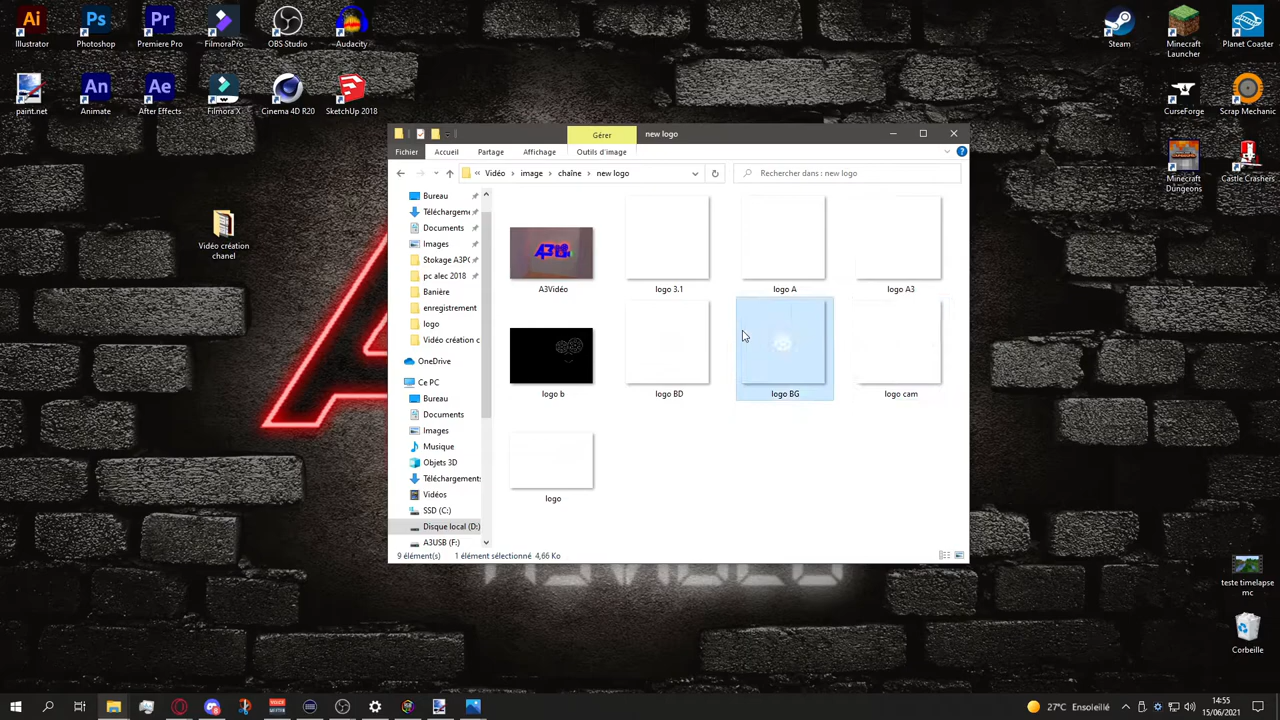 Illustrator
Photoshop
Premiere Pro
FilmoraPro
OBS Studio
Audacity
Steam
Minecraft Launcher
Planet Coaster
paint.net
Animate
After Effects
Filmora X
Cinema 4D R20
SketchUp 2018
CurseForge
Scrap Mechanic
Minecraft Dungeons
Castle Crashers
Vidéo création chanel
Gérer
new logo
Fichier
Accueil
Partage
Affichage
Outils d'image
« Vidéo > image > chaîne > new logo
Rechercher dans : new logo
Bureau
Téléchargeme
Documents
Images
Stokage A3PC
pc alec 2018
Banière
enregistrement
logo
Vidéo création c
OneDrive
Ce PC
Bureau
Documents
Images
Musique
Objets 3D
Téléchargements
Vidéos
SSD (C:)
Disque local (D:)
A3USB (F:)
A3Vidéo
logo 3.1
logo A
logo A3
logo b
logo BD
logo BG
logo cam
logo
9 élément(s)
1 élément sélectionné 4,66 Ko
teste timelapse mc
Corbeille
27°C Ensoleillé
14:55
15/06/2021